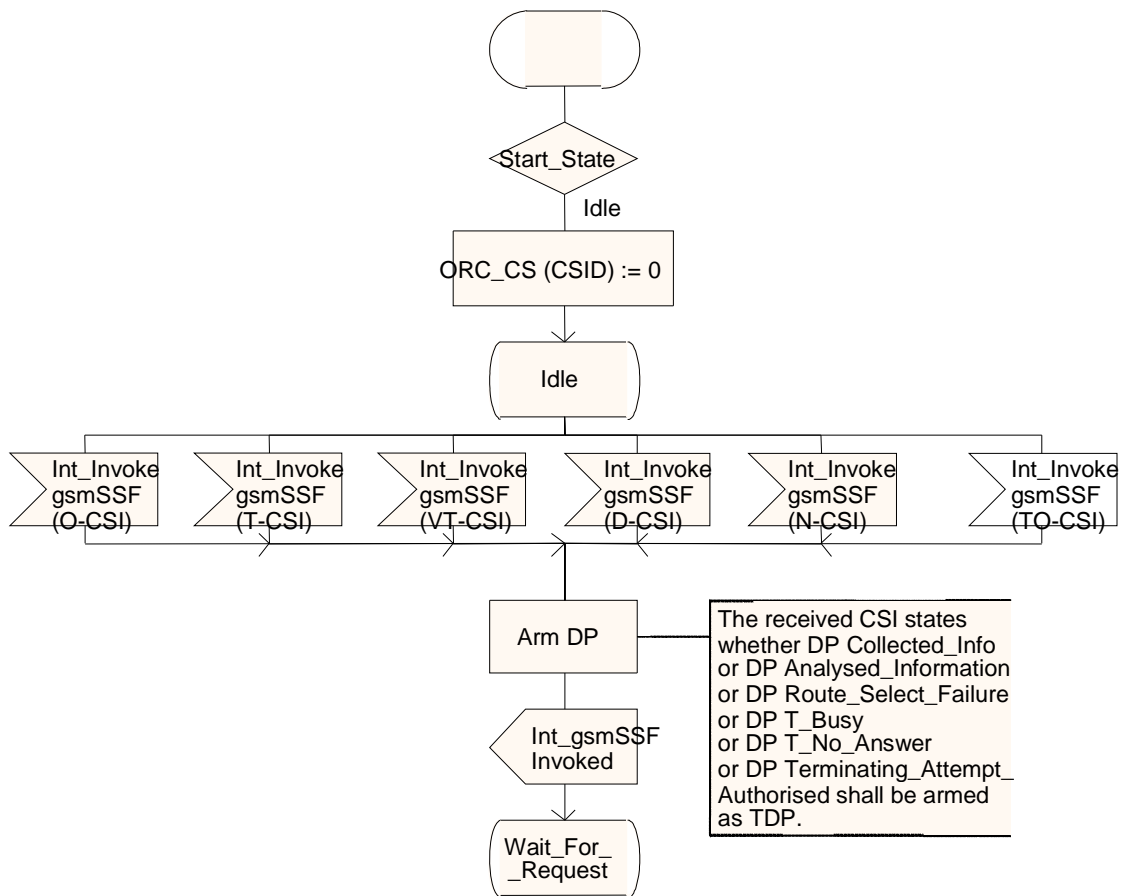 Start_State
Idle
ORC_CS (CSID) := 0
Idle
Int_Invoke
gsmSSF
(O-CSI)
Int_Invoke
gsmSSF
(T-CSI)
Int_Invoke
gsmSSF
(VT-CSI)
Int_Invoke
gsmSSF
(D-CSI)
Int_Invoke
gsmSSF
(N-CSI)
Int_Invoke
gsmSSF
(TO-CSI)
Arm DP
The received CSI states
whether DP Collected_Info
or DP Analysed_Information
or DP Route_Select_Failure
or DP T_Busy
or DP T_No_Answer
or DP Terminating_Attempt_
Authorised shall be armed
as TDP.
Int_gsmSSF
Invoked
Wait_For_
_Request